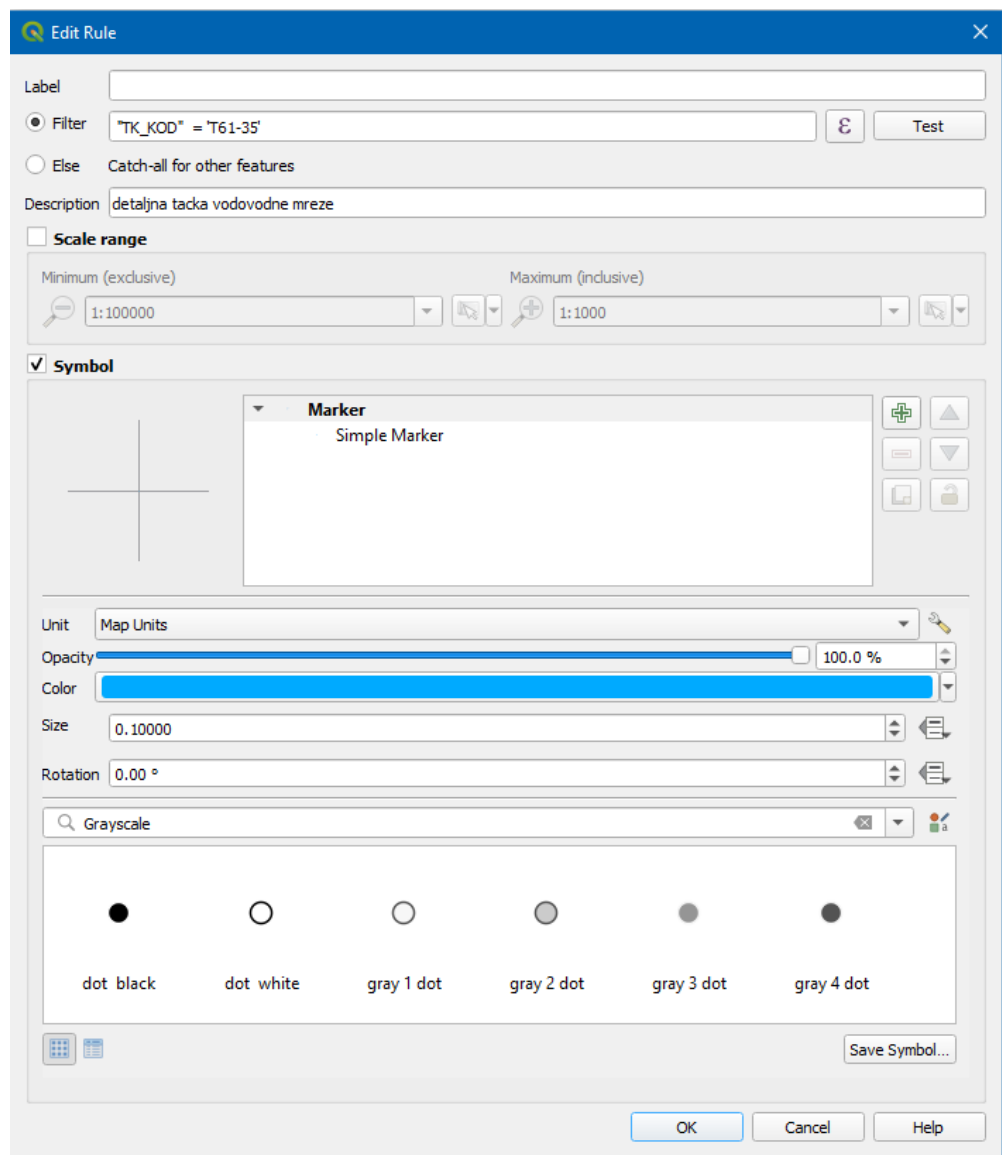 Edit Rule
Label
Filter "TK_KOD" = 'T61-35' ε Test
Else Catch-all for other features
Description detaljna tacka vodovodne mreze
Scale range
Minimum (exclusive) Maximum (inclusive)
1:100000 1:1000
Symbol
Marker
Simple Marker
Unit Map Units
Opacity 100.0 %
Color
Size 0.10000
Rotation 0.00 °
Grayscale
dot black dot white gray 1 dot gray 2 dot gray 3 dot gray 4 dot
Save Symbol...
OK Cancel Help